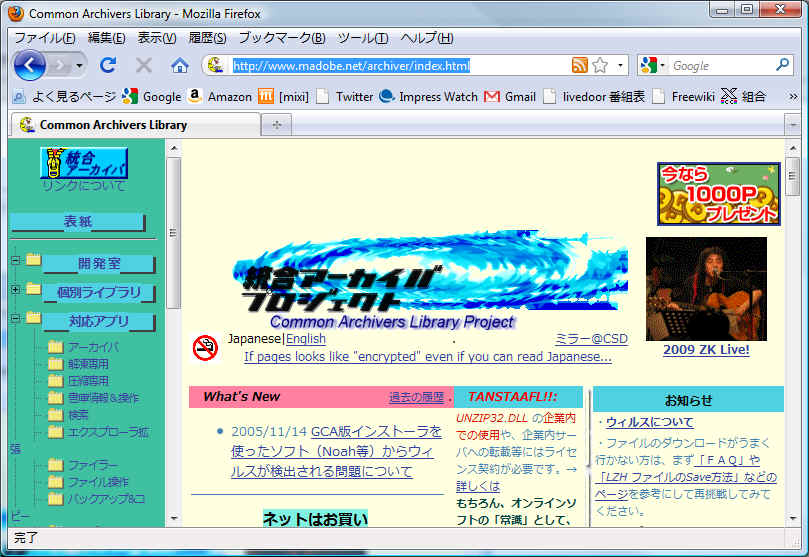 Common Archivers Library - Mozilla Firefox
ファイル(F) 編集(E) 表示(V) 履歴(S) ブックマーク(B) ツール(T) ヘルプ(H)
http://www.madobe.net/archiver/index.html
Google
よく見るページ Google Amazon [mixi] Twitter Impress Watch Gmail livedoor 番組表 Freewiki 組合 »
Common Archivers Library
統合
アーカイバ
リンクについて
表紙
開発室
個別ライブラリ
対応アプリ
アーカイバ
解凍専用
圧縮専用
書庫情報&操作
検索
エクスプローラ拡
張
ファイラー
ファイル操作
バックアップ&コ
ピー
今なら
1000P
プレゼント
統合アーカイバ
プロジェクト
Common Archivers Library Project
Japanese|English . ミラー@CSD
If pages looks like "encrypted" even if you can read Japanese...
2009 ZK Live!
What's New 過去の履歴 .
2005/11/14 GCA版インストーラを
使ったソフト（Noah等）からウィ
ルスが検出される問題について
ネットはお買い
TANSTAAFL!!:
UNZIP32.DLL の企業内
での使用や、企業内サー
バへの転載等にはライセ
ンス契約が必要です。→
詳しくは
もちろん、オンラインソ
フトの「常識」として、
お知らせ
・ウィルスについて
・ファイルのダウンロードがうまく
行かない方は、まず「ＦＡＱ」や
「LZH ファイルのSave方法」などの
ページを参考にして再挑戦してみて
ください。
完了